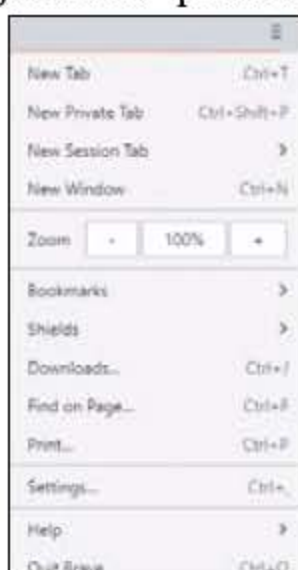 New Tab Ctrl+T
New Private Tab Ctrl+Shift+P
New Session Tab >
New Window Ctrl+N
Zoom - 100% +
Bookmarks >
Shields >
Downloads... Ctrl+J
Find on Page... Ctrl+F
Print... Ctrl+P
Settings... Ctrl+,
Help >
Quit Brave Ctrl+Q